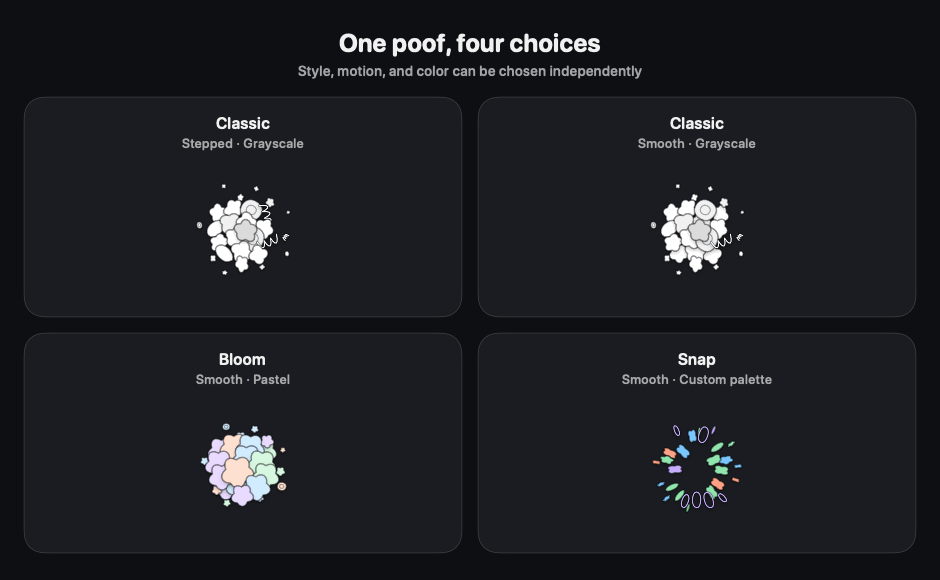 One poof, four choices
Style, motion, and color can be chosen independently
Classic
Stepped · Grayscale
Classic
Smooth · Grayscale
Bloom
Smooth · Pastel
Snap
Smooth · Custom palette